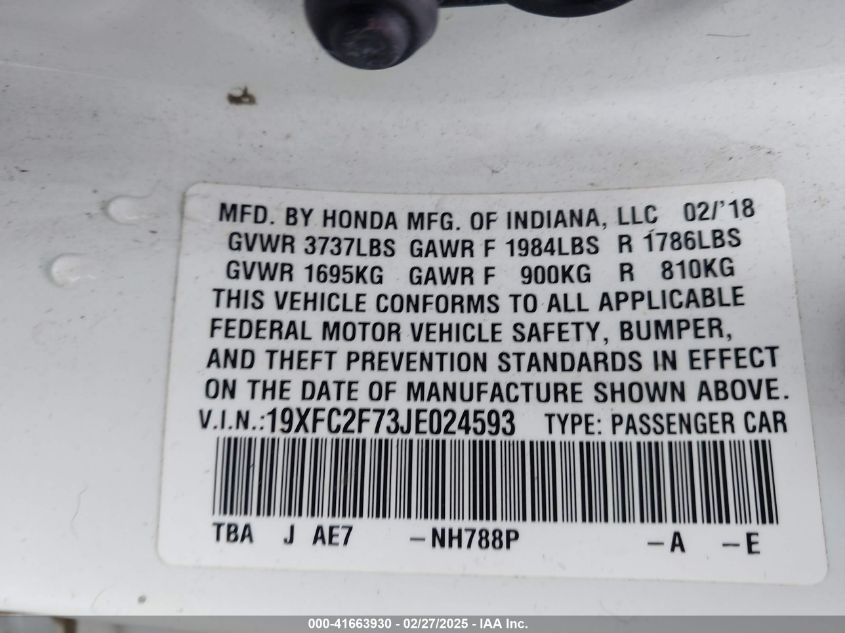 MFD. BY HONDA MFG. OF INDIANA, LLC 02/'18
GVWR 3737LBS GAWR F 1984LBS R 1786LBS
GVWR 1695KG GAWR F 900KG R 810KG
THIS VEHICLE CONFORMS TO ALL APPLICABLE
FEDERAL MOTOR VEHICLE SAFETY, BUMPER,
AND THEFT PREVENTION STANDARDS IN EFFECT
ON THE DATE OF MANUFACTURE SHOWN ABOVE.
V.I.N.:19XFC2F73JE024593 TYPE: PASSENGER CAR
TBA J AE7 –NH788P –A –E
000-41663930 - 02/27/2025 - IAA Inc.